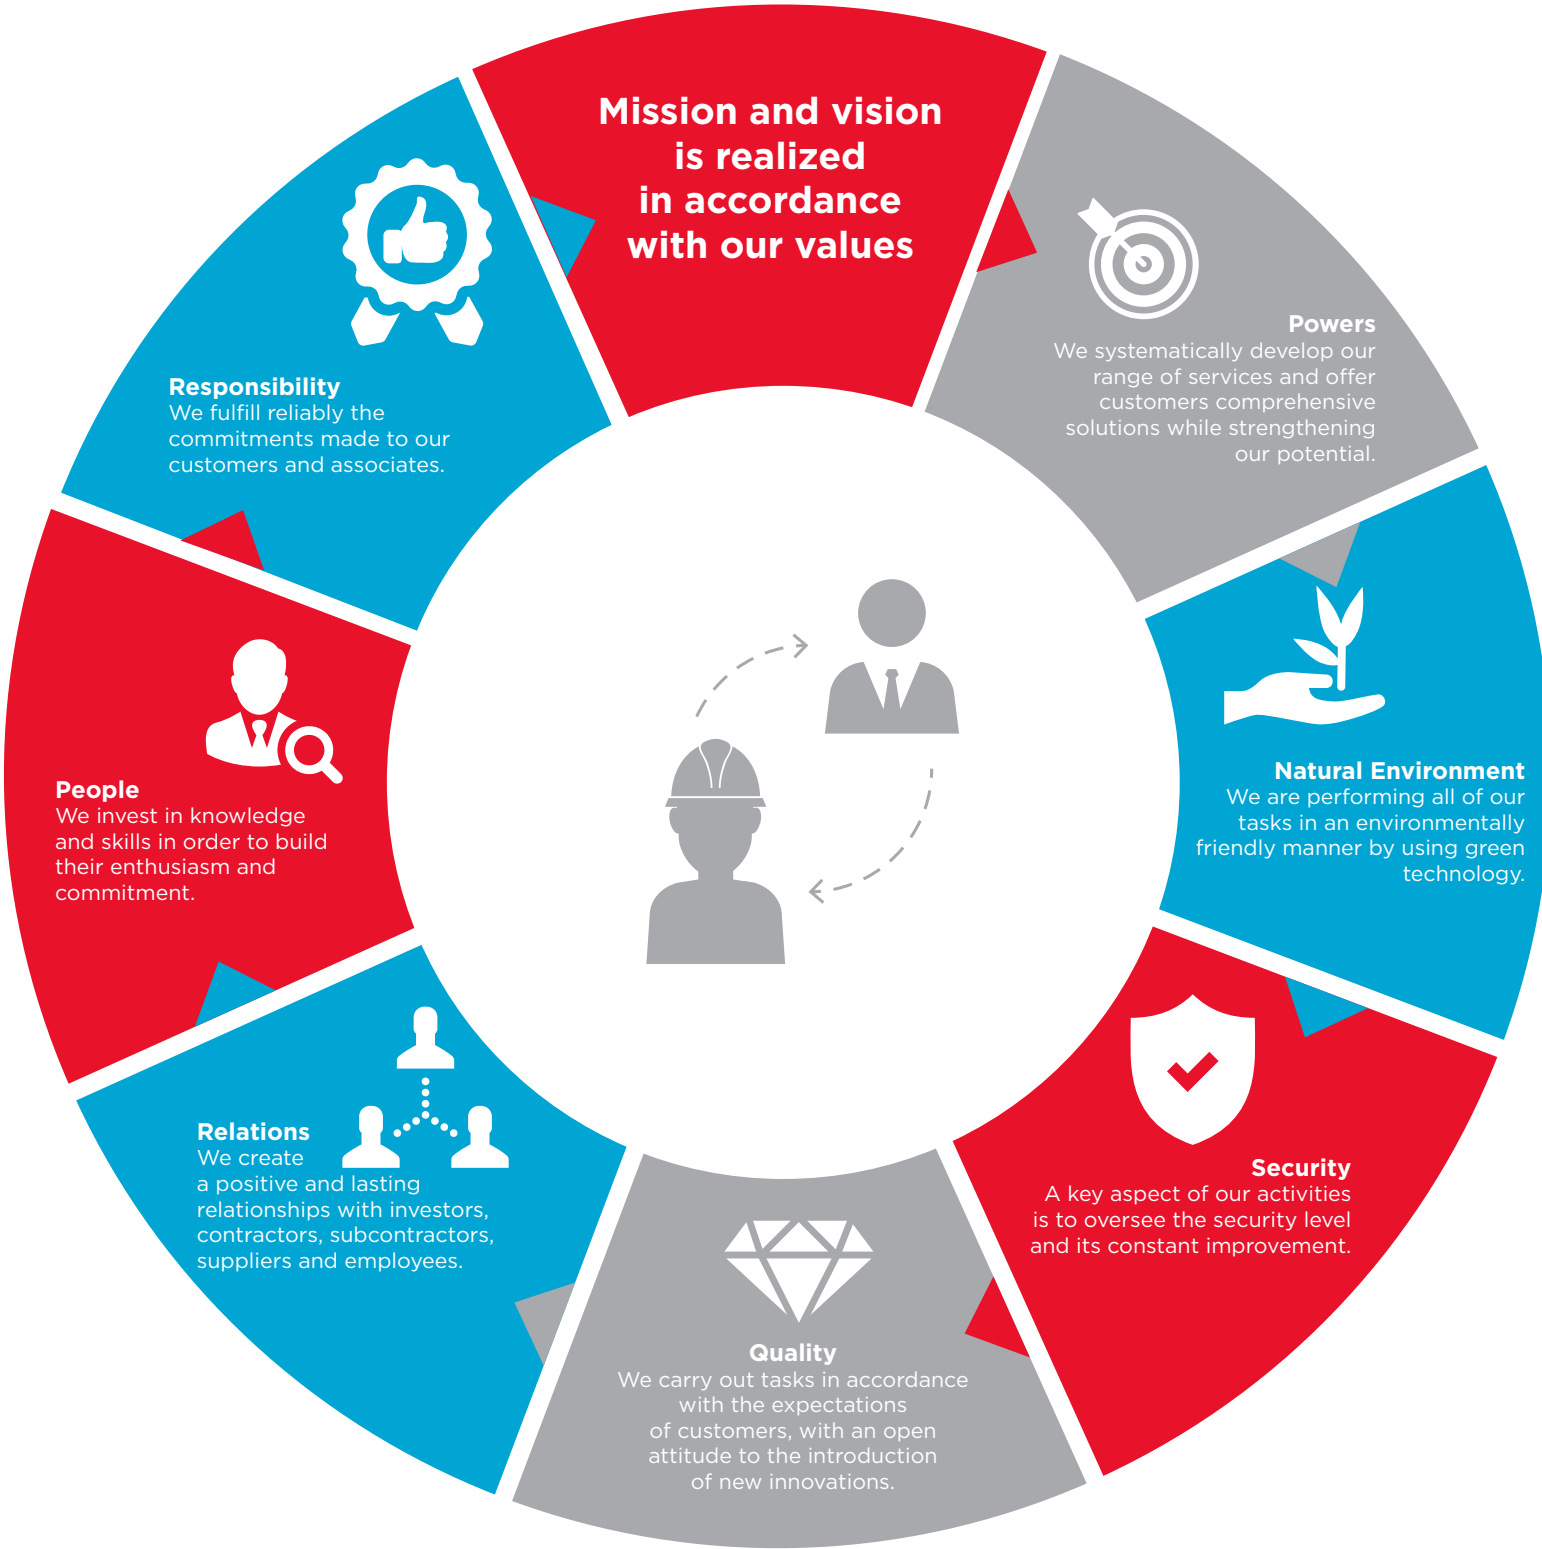 Mission and vision
is realized
in accordance
with our values
Powers
We systematically develop our
range of services and offer
customers comprehensive
solutions while strengthening
our potential.
Natural Environment
We are performing all of our
tasks in an environmentally
friendly manner by using green
technology.
Security
A key aspect of our activities
is to oversee the security level
and its constant improvement.
Quality
We carry out tasks in accordance
with the expectations
of customers, with an open
attitude to the introduction
of new innovations.
Relations
We create
a positive and lasting
relationships with investors,
contractors, subcontractors,
suppliers and employees.
People
We invest in knowledge
and skills in order to build
their enthusiasm and
commitment.
Responsibility
We fulfill reliably the
commitments made to our
customers and associates.